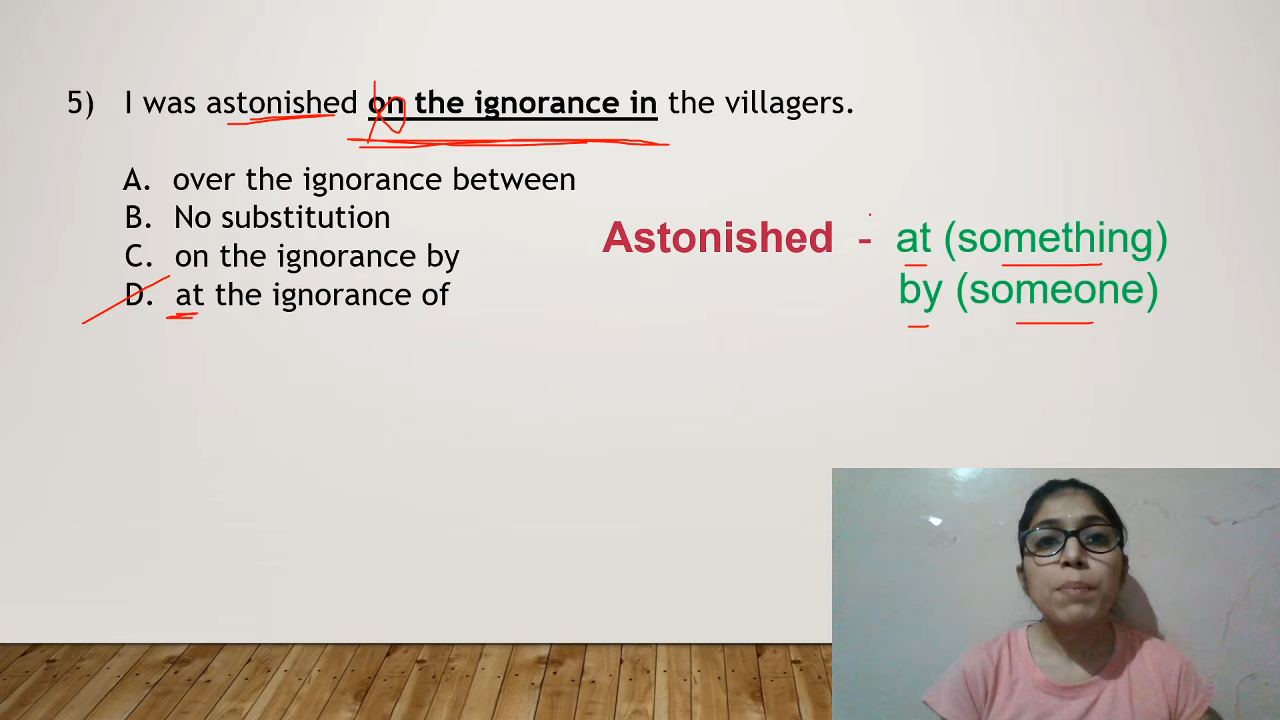 5) I was astonished on the ignorance in the villagers.
A. over the ignorance between
B. No substitution
C. on the ignorance by
D. at the ignorance of
Astonished - at (something)
by (someone)